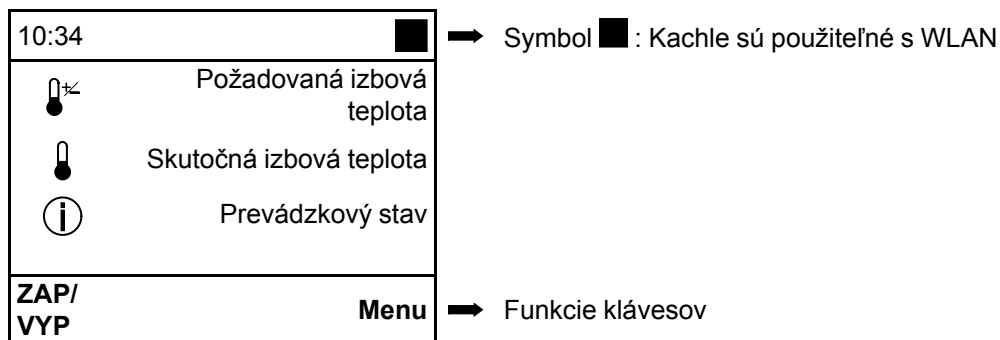 10:34
Symbol ■ : Kachle sú použiteľné s WLAN
Požadovaná izbová
teplota
Skutočná izbová teplota
Prevádzkový stav
ZAP/
VYP
Menu
Funkcie klávesov